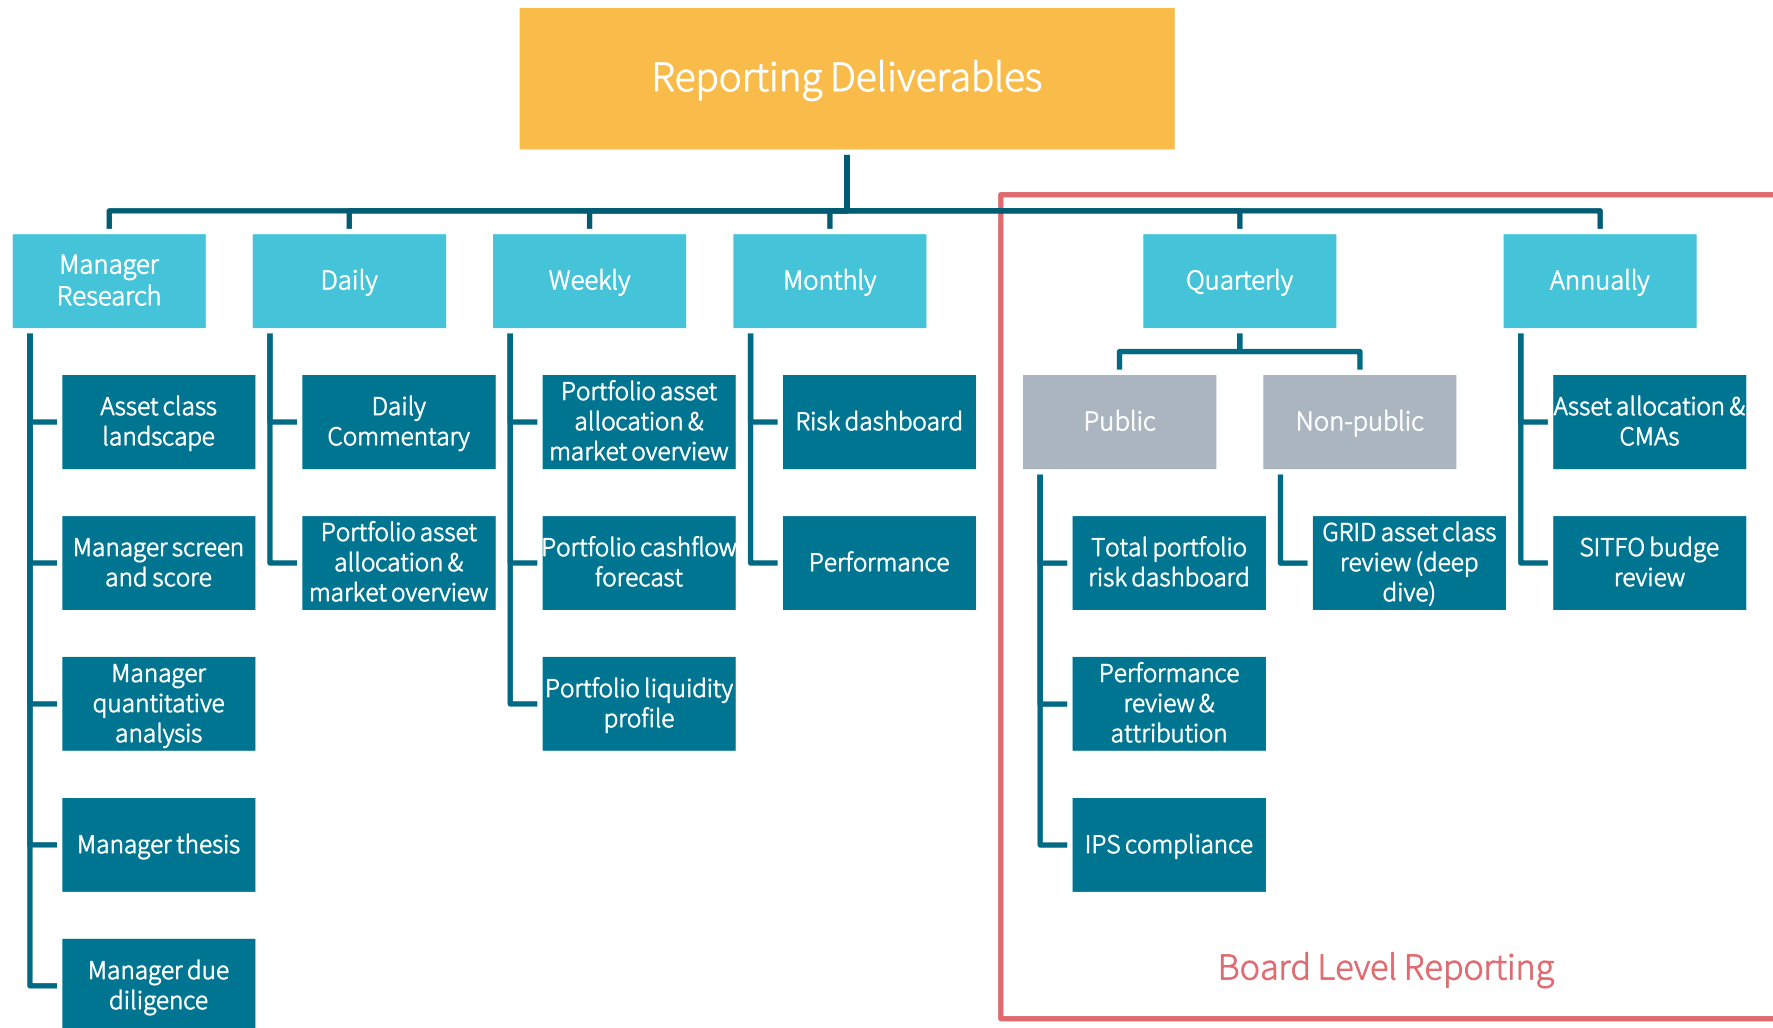 Reporting Deliverables
Manager
Research
Asset class
landscape
Manager screen
and score
Manager
quantitative
analysis
Manager thesis
Manager due
diligence
Daily
Daily
Commentary
Portfolio asset
allocation &
market overview
Weekly
Portfolio asset
allocation &
market overview
Portfolio cashflow
forecast
Portfolio liquidity
profile
Monthly
Risk dashboard
Performance
Quarterly
Public
Total portfolio
risk dashboard
Performance
review &
attribution
IPS compliance
Non-public
GRID asset class
review (deep
dive)
Annually
Asset allocation &
CMAs
SITFO budge
review
Board Level Reporting